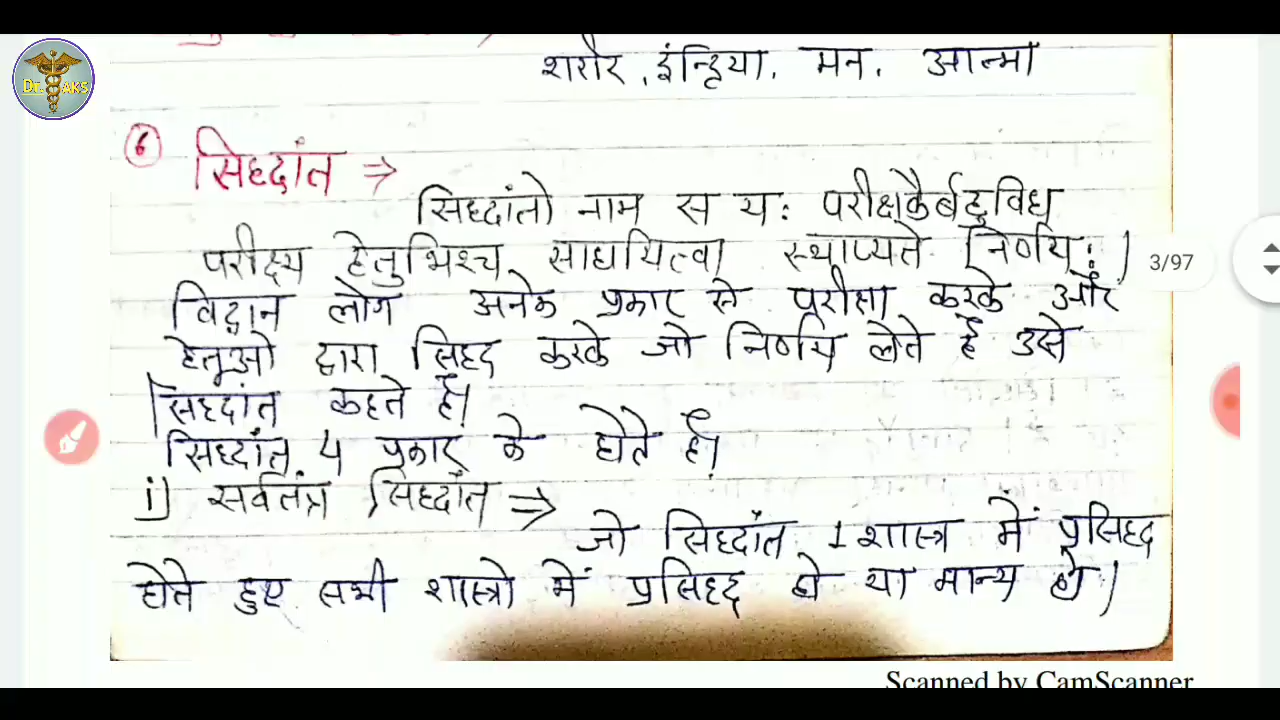 शरीर, इंन्द्रिया, मन, आत्मा
6 सिध्दांत ⇒
सिध्दांतो नाम स यः परीक्षकैर्बहुविध
परीक्ष्य हेतुभिश्च साधयित्वा स्थाप्यते निर्णयः।
विद्वान लोग अनेक प्रकार से परीक्षा करके और
हेतूओ द्वारा सिध्द करके जो निर्णय लेते है उसे
सिध्दांत कहते है।
सिध्दांत 4 प्रकार के होते है।
i) सर्वतंत्र सिध्दांत ⇒
जो सिध्दांत 1 शास्त्र में प्रसिध्द
होते हुए सभी शास्त्रो में प्रसिध्द हो या मान्य हो।
3/97
Dr. AKS
Scanned by CamScanner